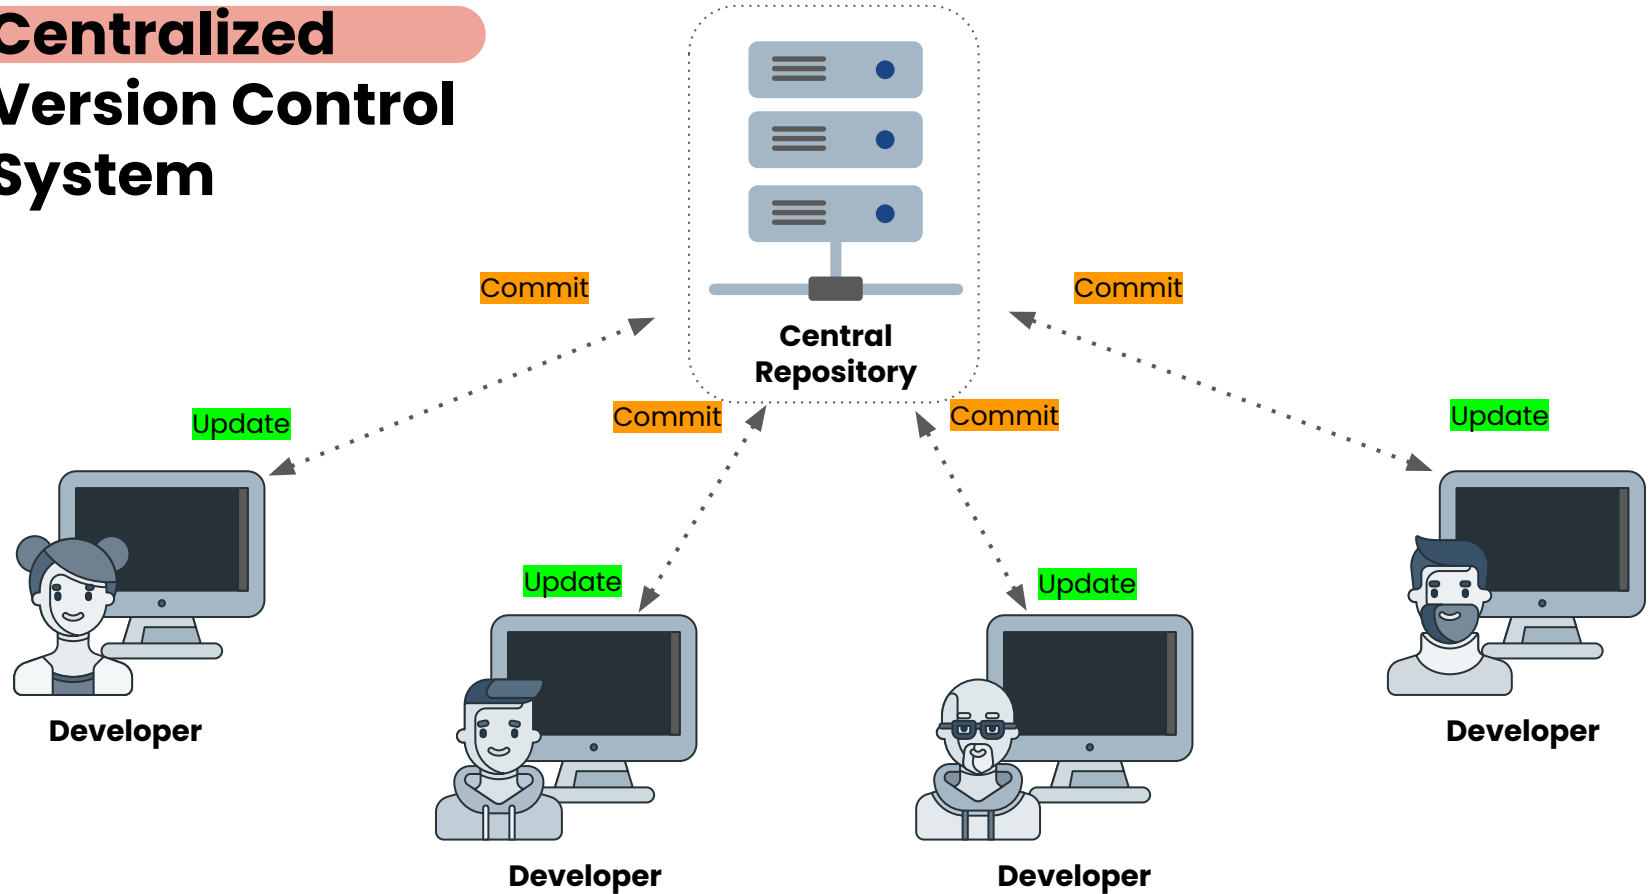 Centralized
Version Control
System
Commit
Commit
Central
Repository
Update
Commit
Commit
Update
Update
Update
Developer
Developer
Developer
Developer